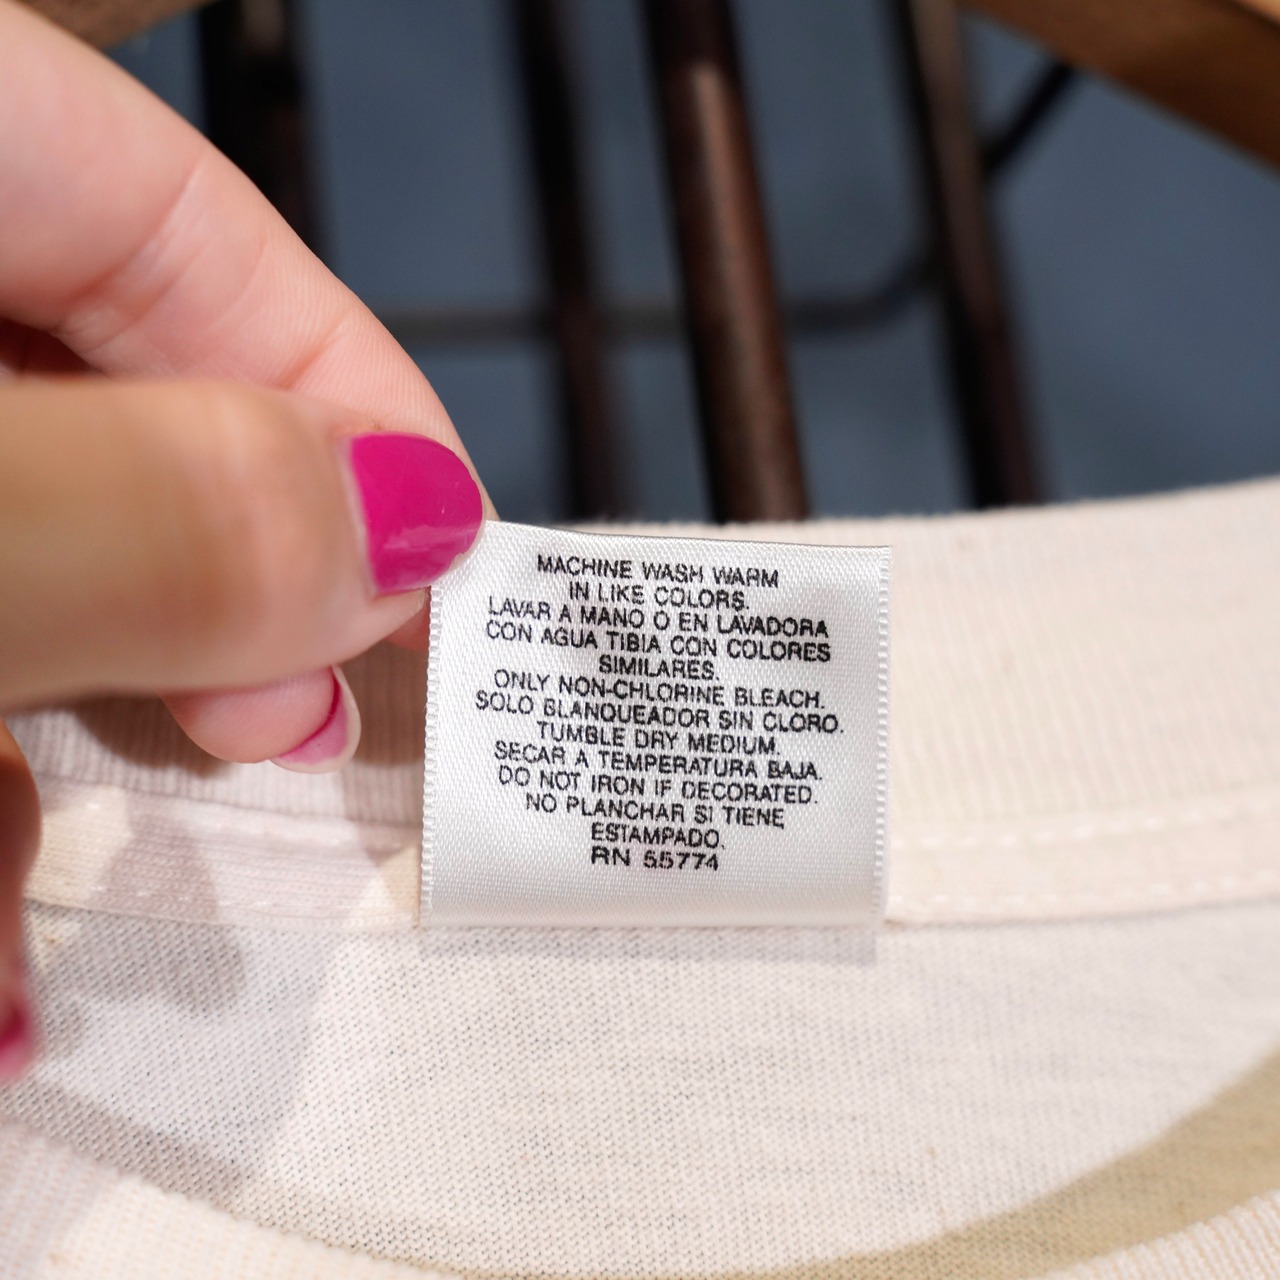 MACHINE WASH WARM
IN LIKE COLORS.
LAVAR A MANO O EN LAVADORA
CON AGUA TIBIA CON COLORES
SIMILARES.
ONLY NON-CHLORINE BLEACH.
SOLO BLANQUEADOR SIN CLORO.
TUMBLE DRY MEDIUM.
SECAR A TEMPERATURA BAJA.
DO NOT IRON IF DECORATED.
NO PLANCHAR SI TIENE
ESTAMPADO.
RN 55774